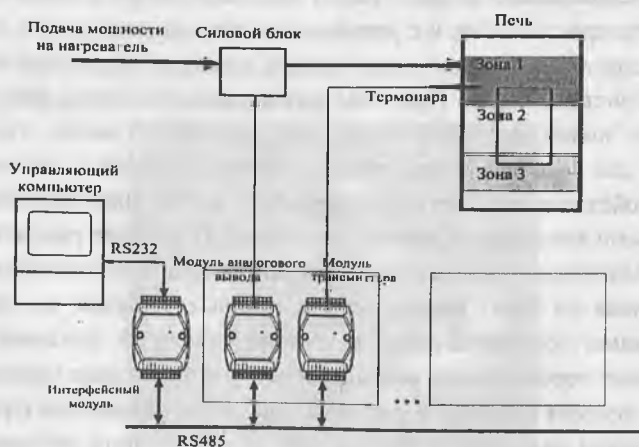 Подача мощности
на нагреватель
Силовой блок
Печь
Зона 1
Термопара
Зона 2
Зона 3
Управляющий
компьютер
RS232
Модуль аналогового
вывода
Модуль
трансмиттеров
Интерфейсный
модуль
RS485